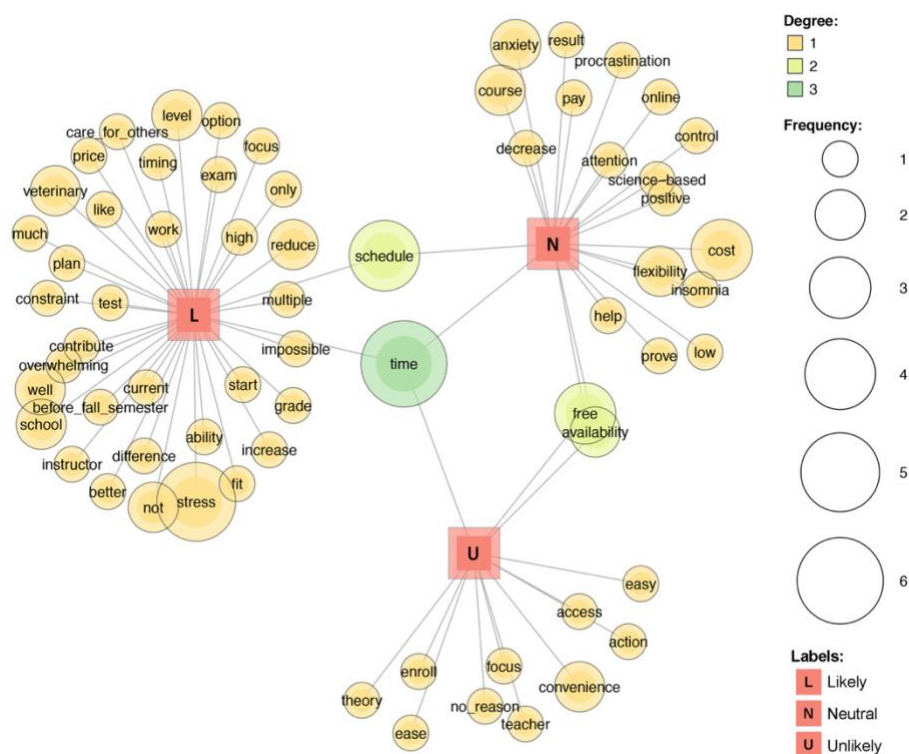 anxiety
result
procrastination
course
pay
online
decrease
attention
control
science-based
positive
N
cost
flexibility
insomnia
help
prove
low
level
option
care_for_others
focus
price
timing
exam
veterinary
only
like
work
high
much
reduce
plan
schedule
constraint
test
multiple
L
contribute
impossible
overwhelming
well
current
start
before_fall_semester
grade
school
ability
instructor
difference
increase
better
fit
not
stress
time
free
availability
U
easy
access
action
enroll
focus
convenience
theory
no_reason
teacher
ease
Degree:
1
2
3
Frequency:
1
2
3
4
5
6
Labels:
L Likely
N Neutral
U Unlikely